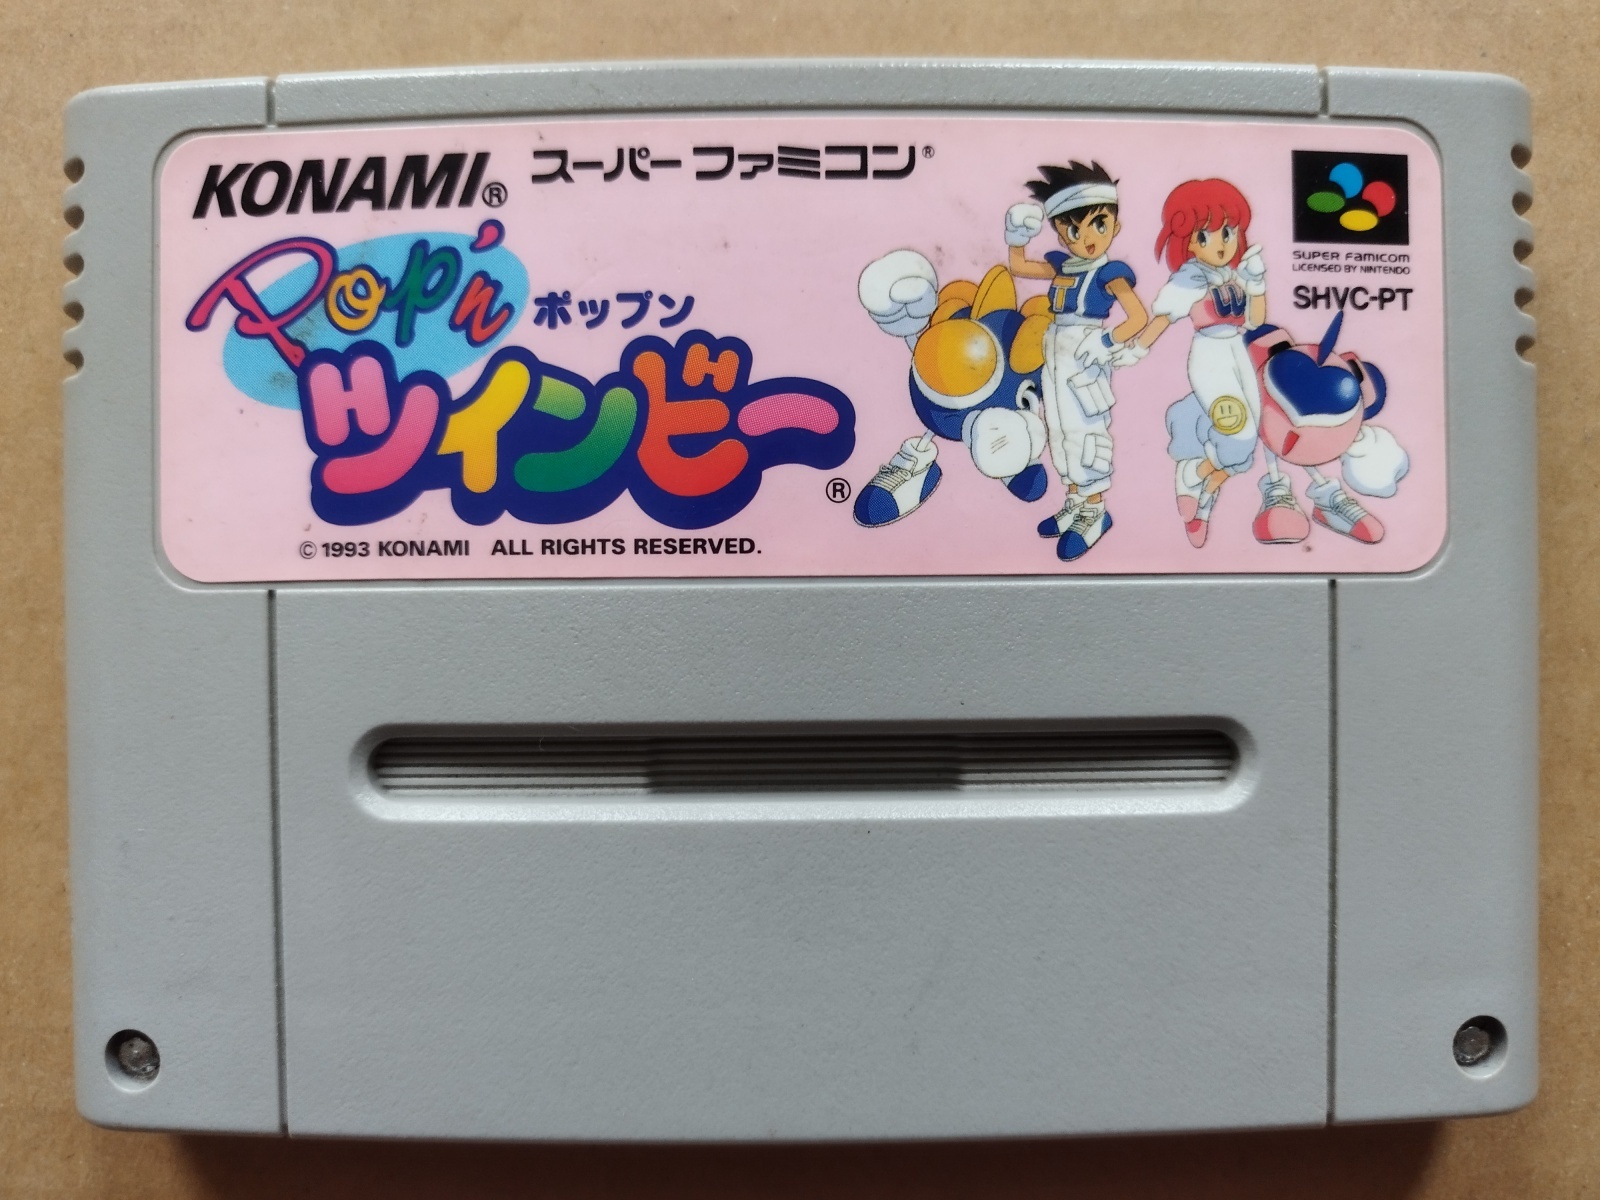 KONAMI® スーパーファミコン®
Pop'n ポップン
ツインビー®
© 1993 KONAMI ALL RIGHTS RESERVED.
T
W
SUPER FAMICOM
LICENSED BY NINTENDO
SHVC-PT